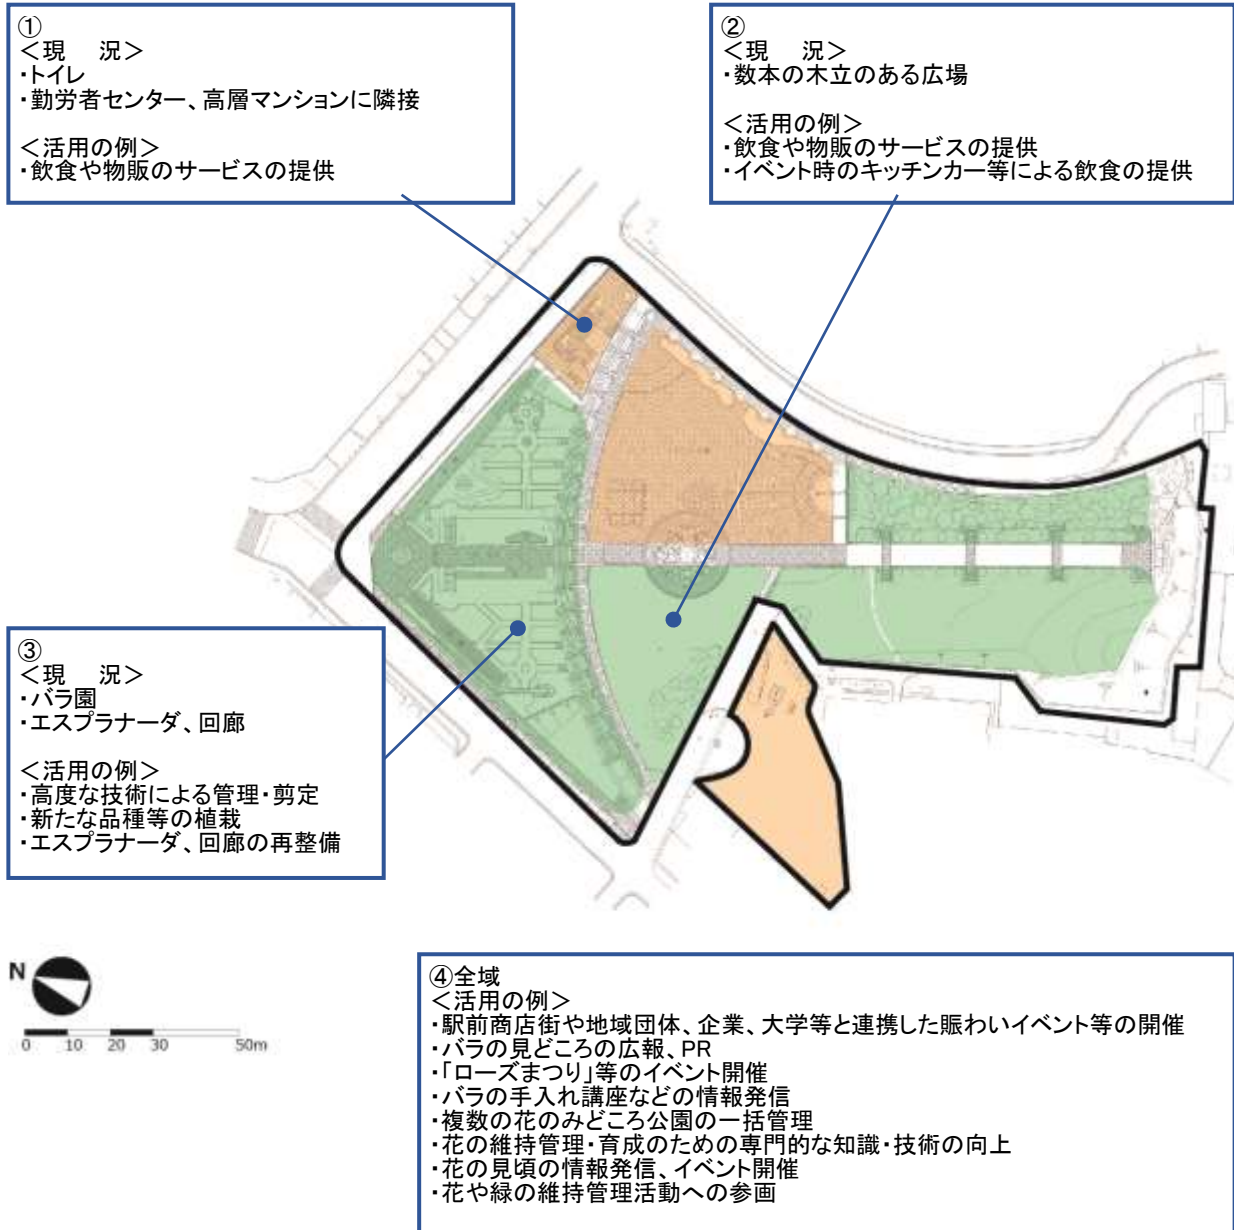 ①
＜現　況＞
・トイレ
・勤労者センター、高層マンションに隣接
＜活用の例＞
・飲食や物販のサービスの提供
②
＜現　況＞
・数本の木立のある広場
＜活用の例＞
・飲食や物販のサービスの提供
・イベント時のキッチンカー等による飲食の提供
③
＜現　況＞
・バラ園
・エスプラナーダ、回廊
＜活用の例＞
・高度な技術による管理・剪定
・新たな品種等の植栽
・エスプラナーダ、回廊の再整備
N
0 10 20 30 50m
④全域
＜活用の例＞
・駅前商店街や地域団体、企業、大学等と連携した賑わいイベント等の開催
・バラの見どころの広報、PR
・「ローズまつり」等のイベント開催
・バラの手入れ講座などの情報発信
・複数の花のみどころ公園の一括管理
・花の維持管理・育成のための専門的な知識・技術の向上
・花の見頃の情報発信、イベント開催
・花や緑の維持管理活動への参画